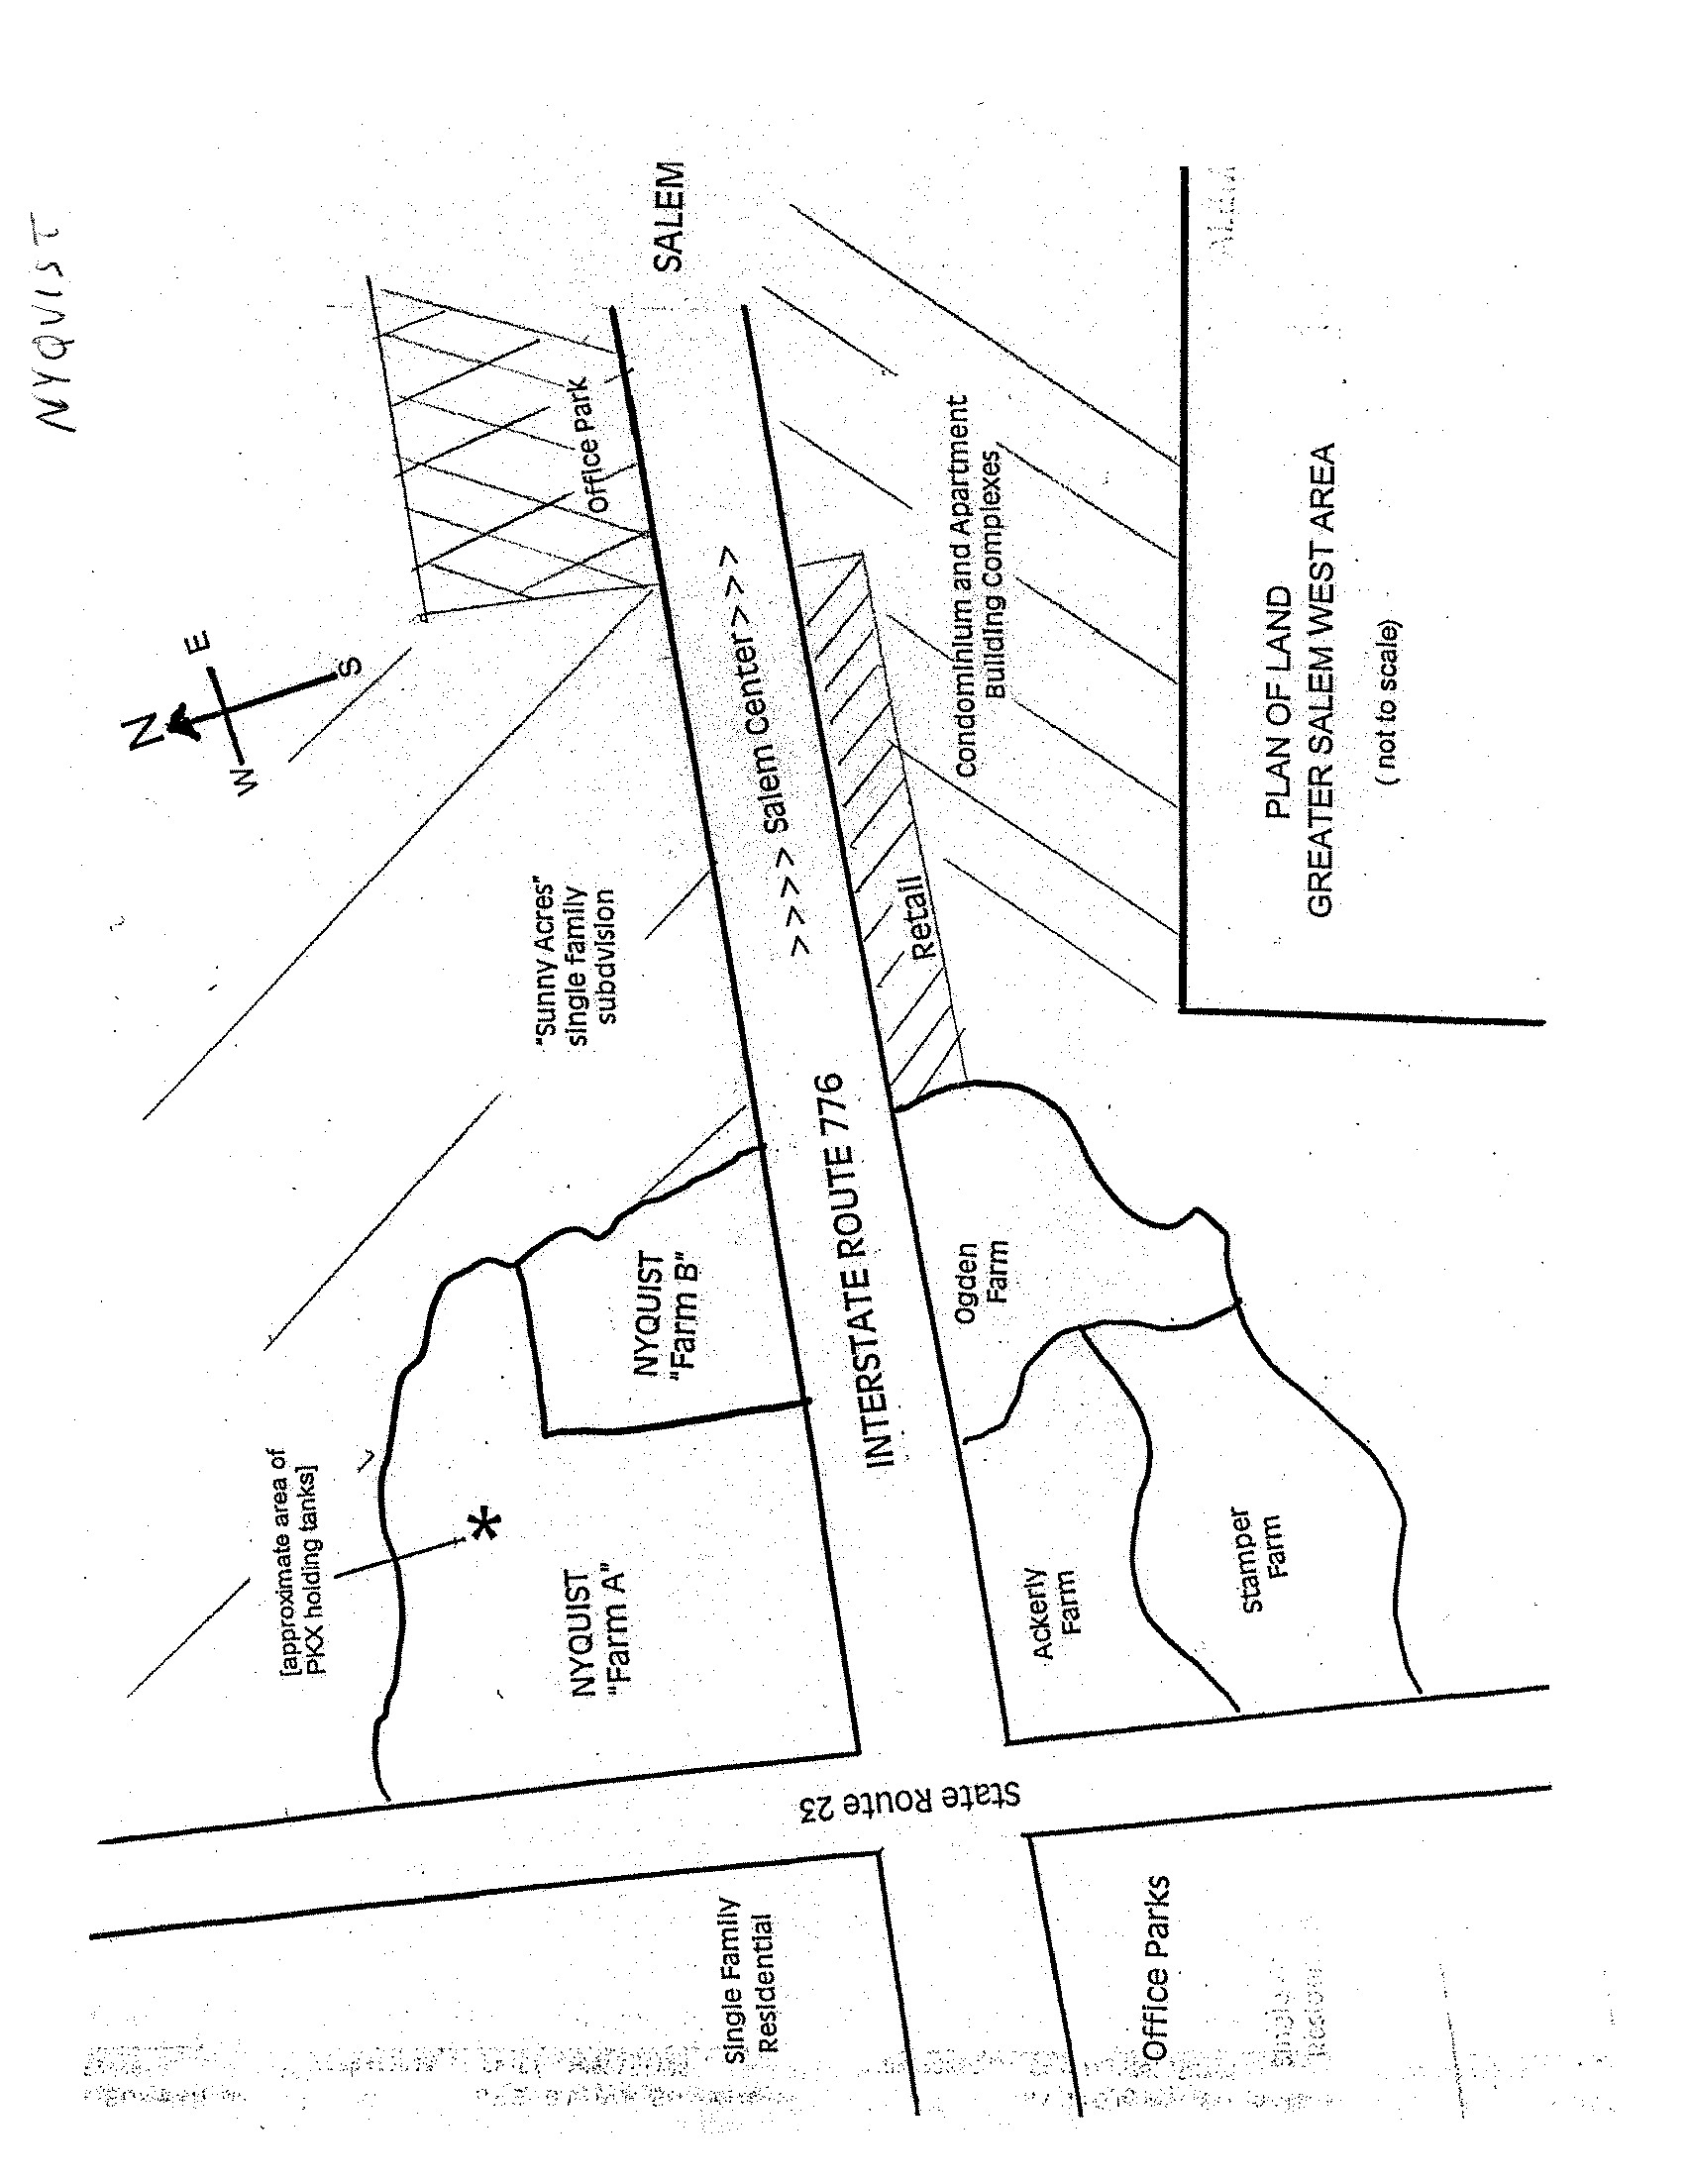 NYQUIST
N
E
S
W
SALEM
Office Park
"Sunny Acres"
single family
subdvision
>>>> Salem Center>>>>
Retail
Condominium and Apartment
Building Complexes
[approximate area of
PKX holding tanks]
*
NYQUIST
"Farm A"
NYQUIST
"Farm B"
INTERSTATE ROUTE 776
Ogden
Farm
Ackerly
Farm
Stamper
Farm
State Route 23
Single Family
Residential
Office Parks
PLAN OF LAND
GREATER SALEM WEST AREA
( not to scale)